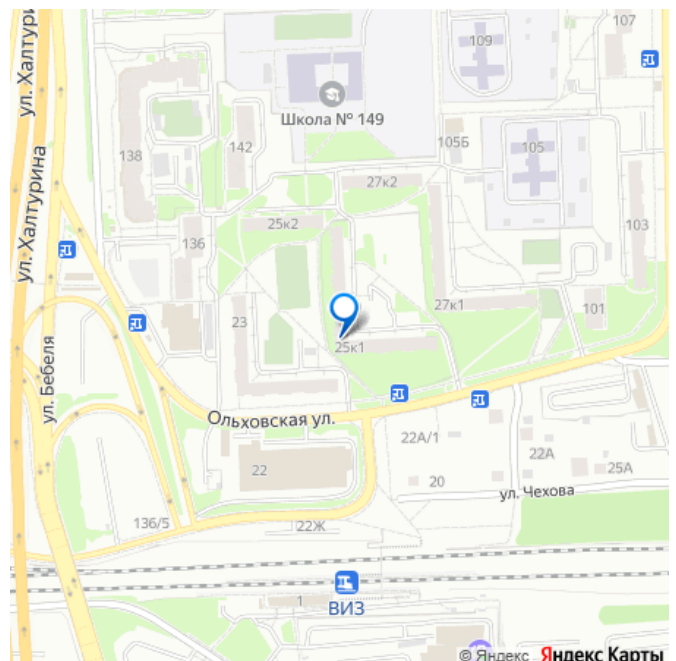 107
109
ул. Халтурина
Школа № 149
138
142
105Б
105
27к2
25к2
103
ул. Халтурина
136
27к1
101
23
25к1
ул. Бебеля
Ольховская ул.
22А/1
22А
22
20
25А
ул. Чехова
136/5
22Ж
1
ВИЗ
© Яндекс Яндекс Карты